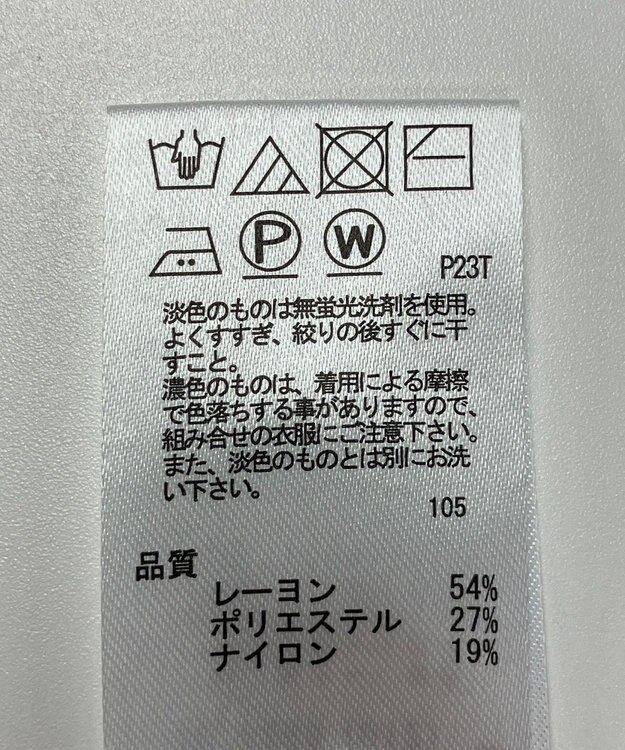 P W P23T
淡色のものは無蛍光洗剤を使用。
よくすすぎ、絞りの後すぐに干
すこと。
濃色のものは、着用による摩擦
で色落ちする事がありますので、
組み合せの衣服にご注意下さい。
また、淡色のものとは別にお洗
い下さい。
105
品質
レーヨン 54%
ポリエステル 27%
ナイロン 19%